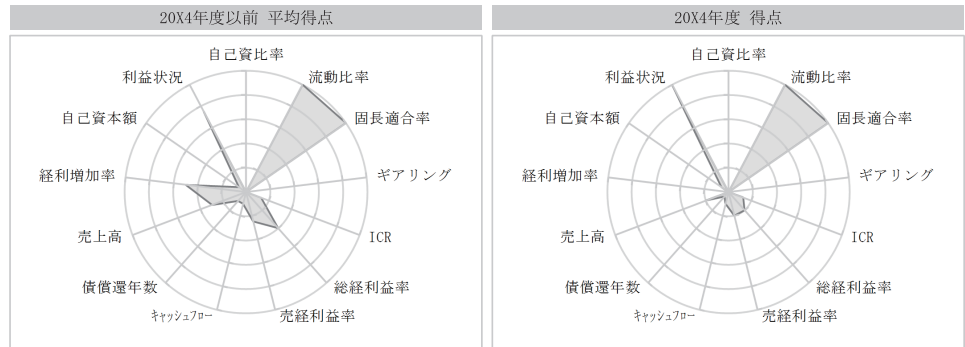 20X4年度以前 平均得点
自己資比率
流動比率
固長適合率
ギアリング
ICR
総経利益率
売経利益率
ｷｬｯｼｭﾌﾛｰ
債償還年数
売上高
経利増加率
自己資本額
利益状況
20X4年度 得点
自己資比率
流動比率
固長適合率
ギアリング
ICR
総経利益率
売経利益率
ｷｬｯｼｭﾌﾛｰ
債償還年数
売上高
経利増加率
自己資本額
利益状況